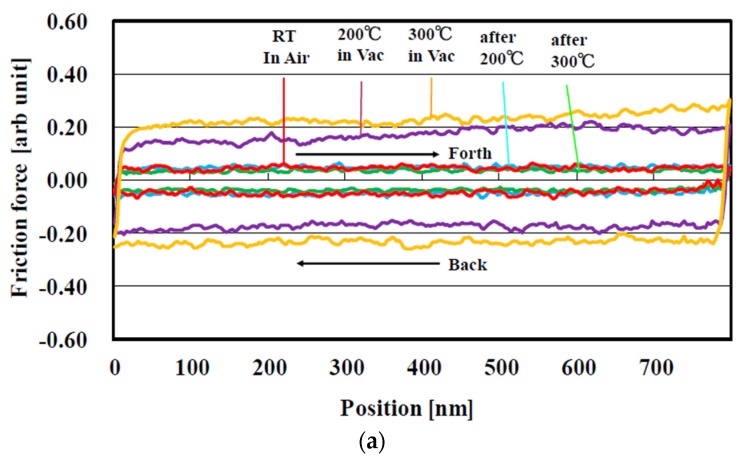 RT
In Air
200℃
in Vac
300℃
in Vac
after
200℃
after
300℃
Friction force [arb unit]
0.60
0.40
0.20
0.00
-0.20
-0.40
-0.60
Forth
Back
0 100 200 300 400 500 600 700
Position [nm]
(a)